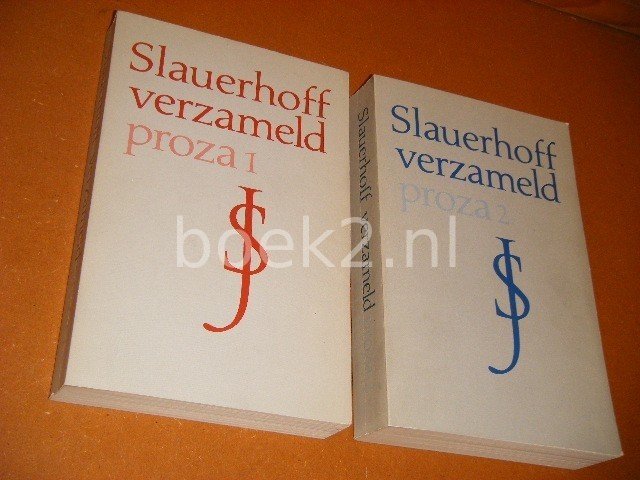 Slauerhoff
verzameld
proza 1
JS
Slauerhoff verzameld
Slauerhoff
verzameld
proza 2
JS
boek2.nl